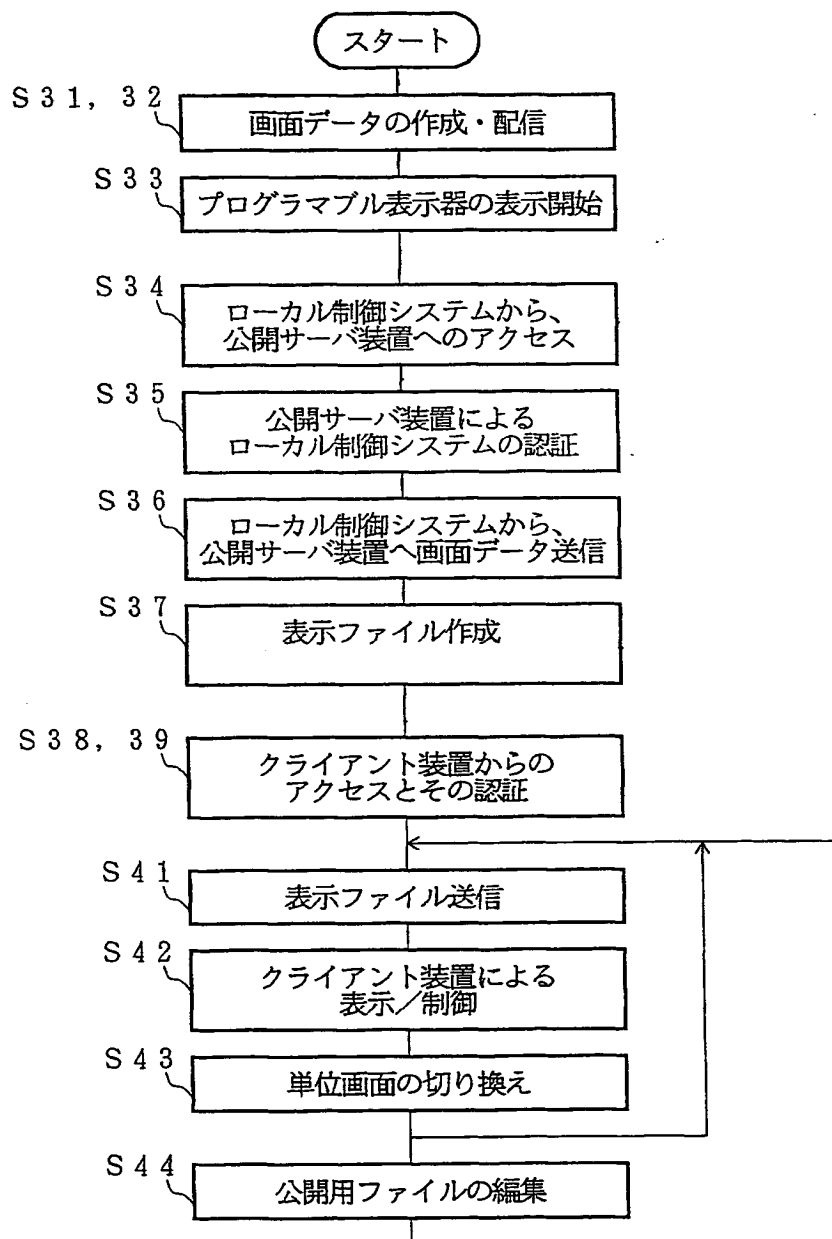 スタート
S31, 32
画面データの作成・配信
S33
プログラマブル表示器の表示開始
S34
ローカル制御システムから、
公開サーバ装置へのアクセス
S35
公開サーバ装置による
ローカル制御システムの認証
S36
ローカル制御システムから、
公開サーバ装置へ画面データ送信
S37
表示ファイル作成
S38, 39
クライアント装置からの
アクセスとその認証
S41
表示ファイル送信
S42
クライアント装置による
表示／制御
S43
単位画面の切り換え
S44
公開用ファイルの編集